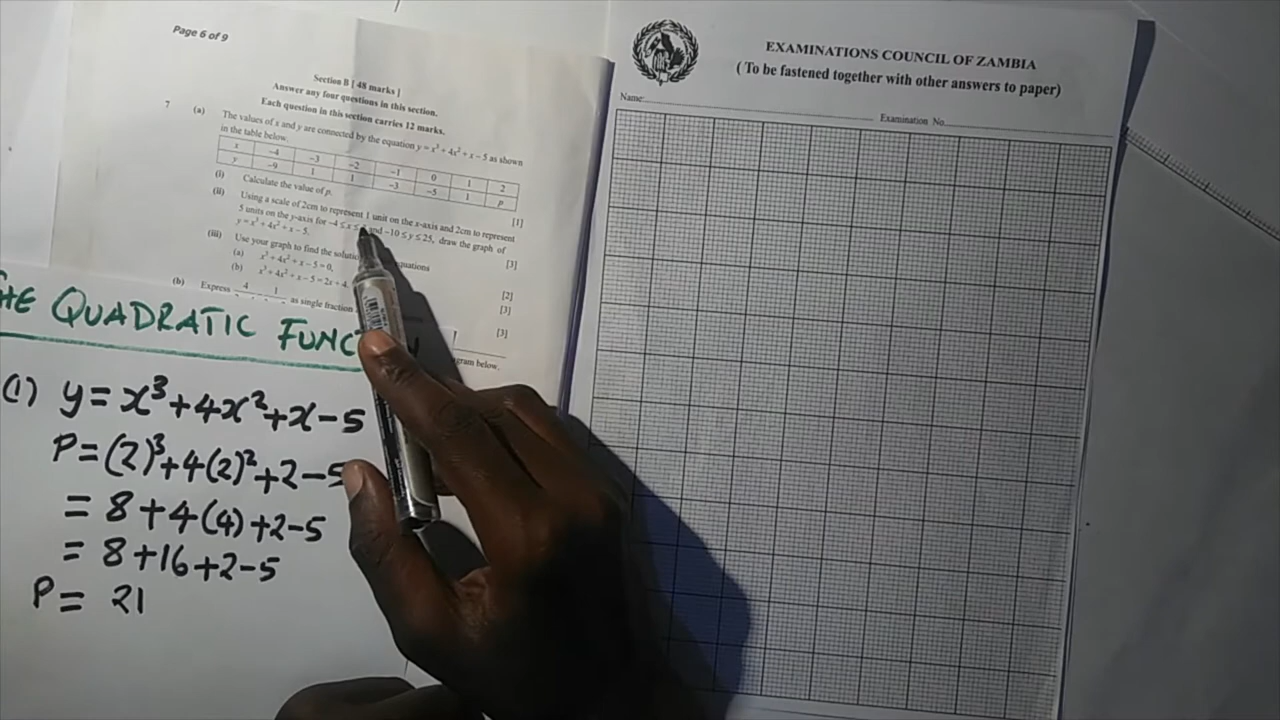 Page 6 of 9
Section B [ 48 marks ]
Answer any four questions in this section.
Each question in this section carries 12 marks.
7 (a) The values of x and y are connected by the equation y = x³ + 4x² + x − 5 as shown
in the table below.
x −4 −3 −2 −1 0 1 2
y −9 1 1 −3 −5 1 p
(i) Calculate the value of p. [1]
(ii) Using a scale of 2cm to represent 1 unit on the x-axis and 2cm to represent
5 units on the y-axis for −4 ≤ x ≤ and −10 ≤ y ≤ 25, draw the graph of
y = x³ + 4x² + x − 5. [3]
(iii) Use your graph to find the equations
(a) x³ + 4x² + x − 5 = 0, [2]
(b) x³ + 4x² + x − 5 = 2x + 4. [3]
(b) Express 4 1 as single fraction [3]
below.
QUADRATIC
(1) y = x³ + 4x² + x − 5
P = (2)³ + 4(2)² + 2 − 5
= 8 + 4(4) + 2 − 5
= 8 + 16 + 2 − 5
P = 21
EXAMINATIONS COUNCIL OF ZAMBIA
( To be fastened together with other answers to paper)
Name: Examination No.